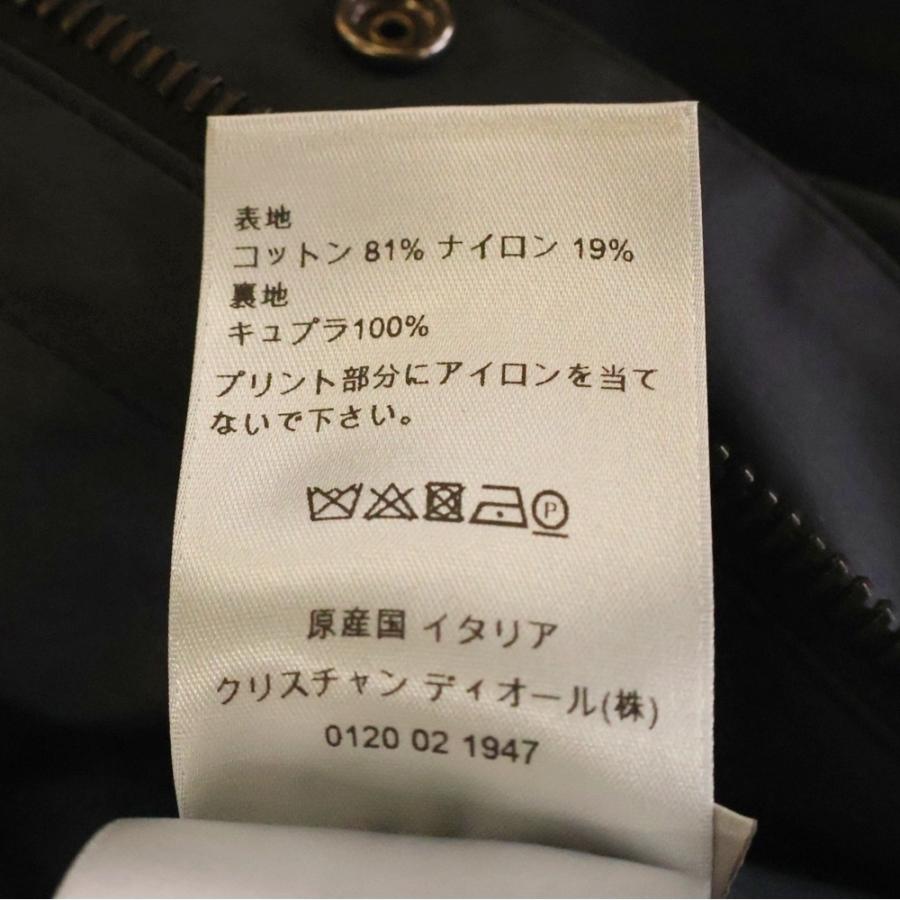 表地
コットン 81% ナイロン 19%
裏地
キュプラ100%
プリント部分にアイロンを当て
ないで下さい。
P
原産国 イタリア
クリスチャン ディオール(株)
0120 02 1947